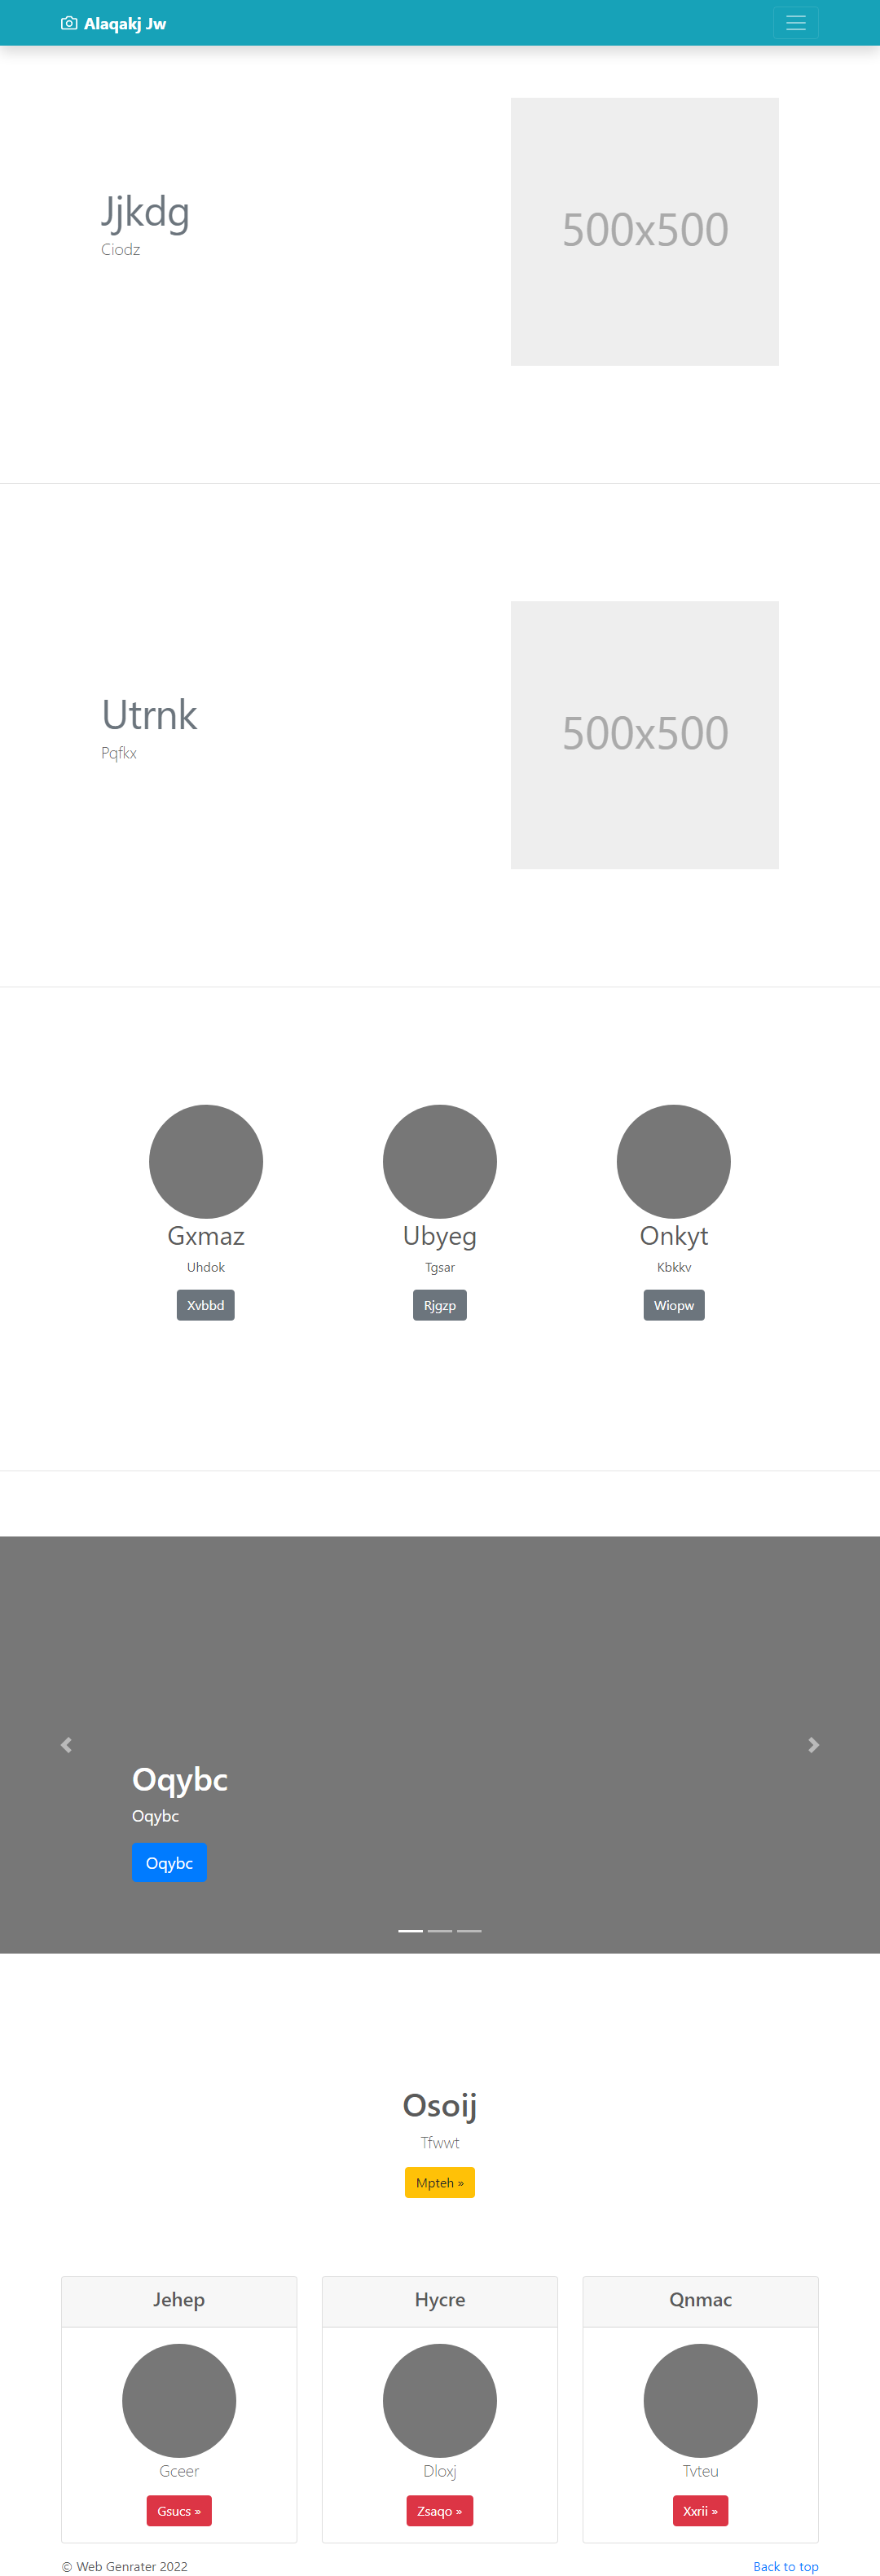 Alaqakj Jw
Jjkdg
Ciodz
500x500
Utrnk
Pqfkx
500x500
Gxmaz
Uhdok
Xvbbd
Ubyeg
Tgsar
Rjgzp
Onkyt
Kbkkv
Wiopw
Oqybc
Oqybc
Oqybc
Osoij
Tfwwt
Mpteh »
Jehep
Gceer
Gsucs »
Hycre
Dloxj
Zsaqo »
Qnmac
Tvteu
Xxrii »
© Web Genrater 2022
Back to top